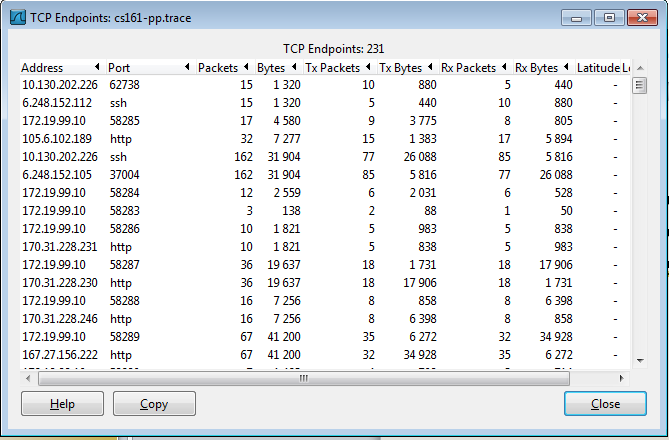 TCP Endpoints: cs161-pp.trace
TCP Endpoints: 231
Address Port Packets Bytes Tx Packets Tx Bytes Rx Packets Rx Bytes Latitude Lo
10.130.202.226 62738 15 1 320 10 880 5 440 -
6.248.152.112 ssh 15 1 320 5 440 10 880 -
172.19.99.10 58285 17 4 580 9 3 775 8 805 -
105.6.102.189 http 32 7 277 15 1 383 17 5 894 -
10.130.202.226 ssh 162 31 904 77 26 088 85 5 816 -
6.248.152.105 37004 162 31 904 85 5 816 77 26 088 -
172.19.99.10 58284 12 2 559 6 2 031 6 528 -
172.19.99.10 58283 3 138 2 88 1 50 -
172.19.99.10 58286 10 1 821 5 983 5 838 -
170.31.228.231 http 10 1 821 5 838 5 983 -
172.19.99.10 58287 36 19 637 18 1 731 18 17 906 -
170.31.228.230 http 36 19 637 18 17 906 18 1 731 -
172.19.99.10 58288 16 7 256 8 858 8 6 398 -
170.31.228.246 http 16 7 256 8 6 398 8 858 -
172.19.99.10 58289 67 41 200 35 6 272 32 34 928 -
167.27.156.222 http 67 41 200 32 34 928 35 6 272 -
Help Copy Close